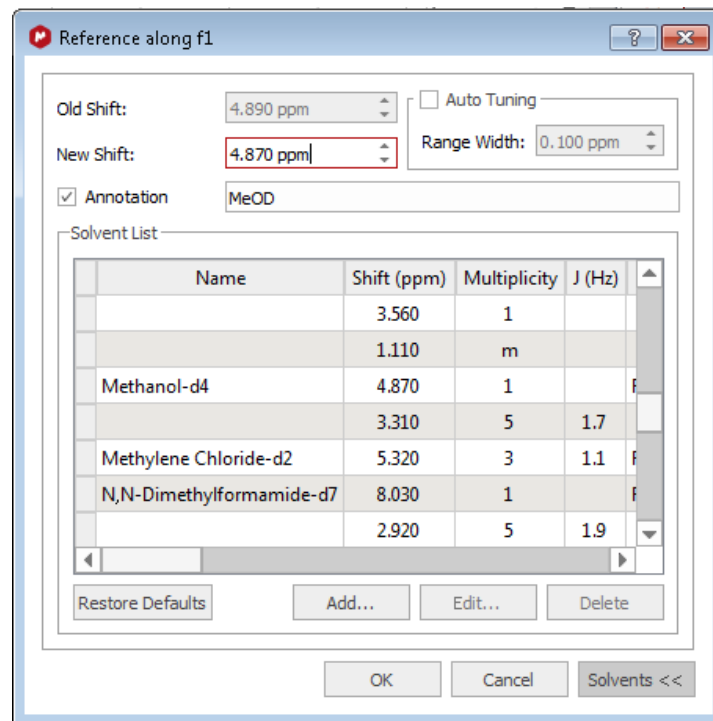 Reference along f1
Old Shift: 4.890 ppm
Auto Tuning
New Shift: 4.870 ppm
Range Width: 0.100 ppm
Annotation MeOD
Solvent List
Name Shift (ppm) Multiplicity J (Hz)
3.560 1
1.110 m
Methanol-d4 4.870 1
3.310 5 1.7
Methylene Chloride-d2 5.320 3 1.1
N,N-Dimethylformamide-d7 8.030 1
2.920 5 1.9
Restore Defaults Add... Edit... Delete
OK Cancel Solvents <<